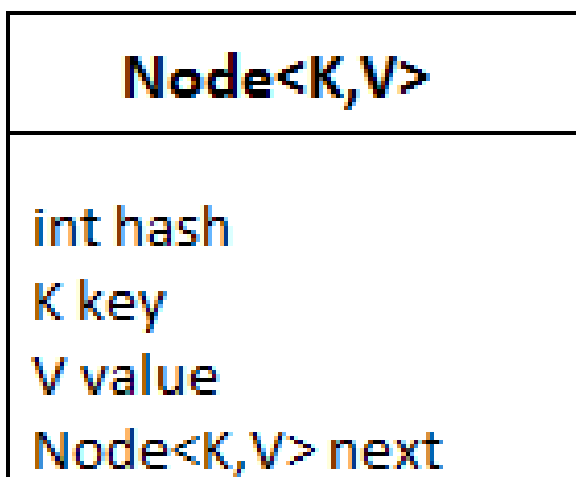 Node<K,V>
int hash
K key
V value
Node<K,V> next